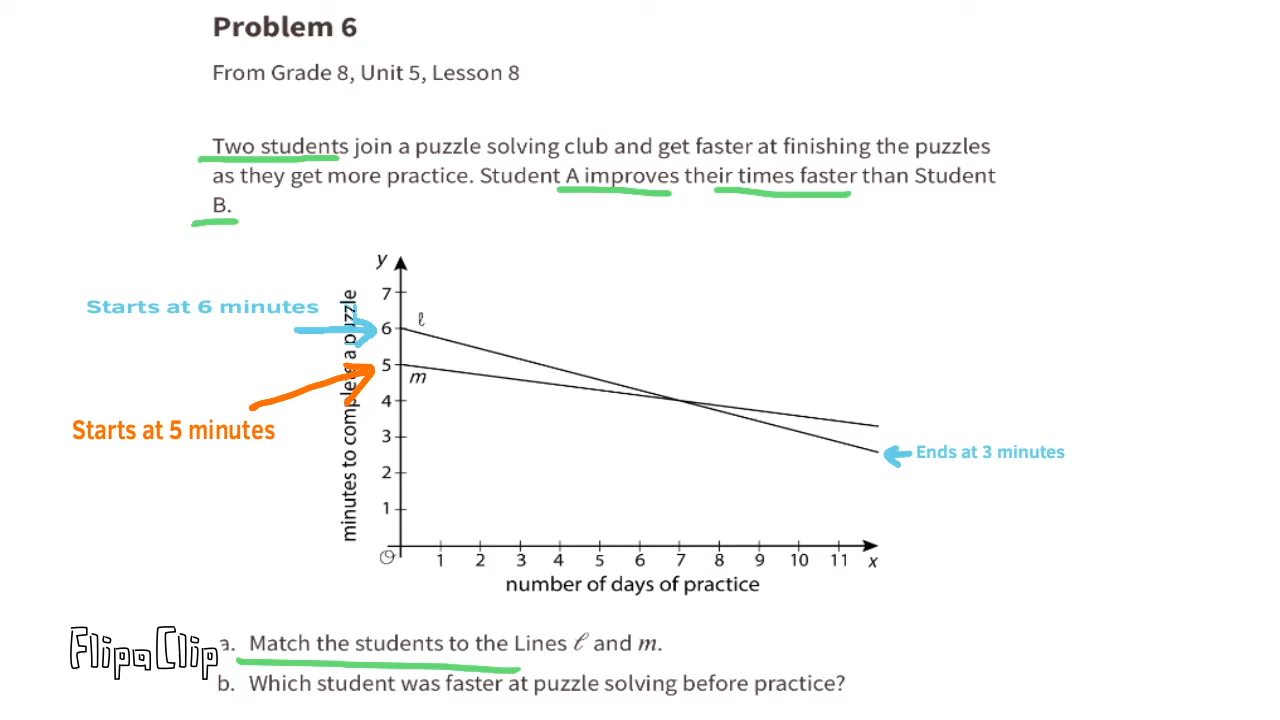 Problem 6
From Grade 8, Unit 5, Lesson 8
Two students join a puzzle solving club and get faster at finishing the puzzles
as they get more practice. Student A improves their times faster than Student
B.
y
7
Starts at 6 minutes
6
ℓ
5
m
4
Starts at 5 minutes
3
Ends at 3 minutes
2
1
minutes to complete a puzzle
O
1 2 3 4 5 6 7 8 9 10 11 x
number of days of practice
FlipaClip
a. Match the students to the Lines ℓ and m.
b. Which student was faster at puzzle solving before practice?